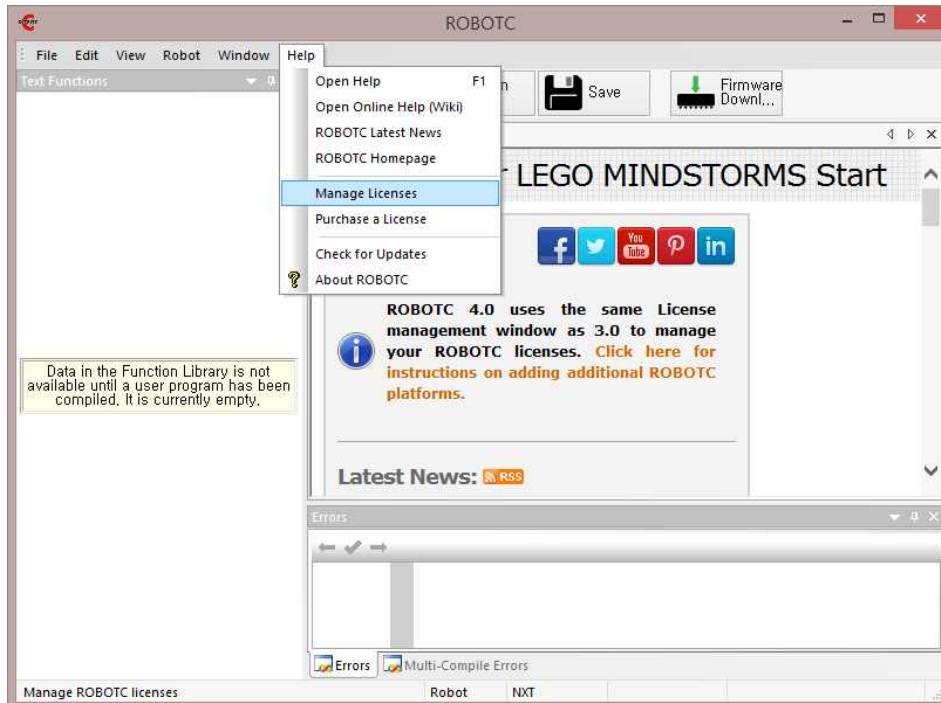 ROBOTC
File Edit View Robot Window Help
Text Functions
Open Help F1
Open Online Help (Wiki)
ROBOTC Latest News
ROBOTC Homepage
Manage Licenses
Purchase a License
Check for Updates
About ROBOTC
Save
Firmware
Downl...
LEGO MINDSTORMS Start
You
Tube
in
ROBOTC 4.0 uses the same License
management window as 3.0 to manage
your ROBOTC licenses. Click here for
instructions on adding additional ROBOTC
platforms.
Data in the Function Library is not
available until a user program has been
compiled, It is currently empty,
Latest News: RSS
Errors
Errors Multi-Compile Errors
Manage ROBOTC licenses Robot NXT